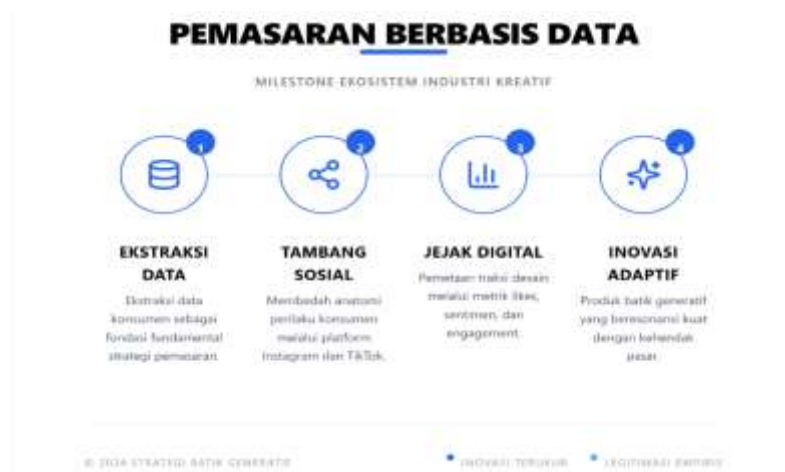 PEMASARAN BERBASIS DATA
MILESTONE EKOSISTEM INDUSTRI KREATIF
1
2
3
4
EKSTRAKSI
DATA
Ekstraksi data
konsumen sebagai
fondasi fundamental
strategi pemasaran.
TAMBANG
SOSIAL
Membedah anatomi
perilaku konsumen
melalui platform
Instagram dan TikTok.
JEJAK DIGITAL
Pemetaan traksi desain
melalui metrik likes,
sentimen, dan
engagement.
INOVASI
ADAPTIF
Produk batik generatif
yang beresonansi kuat
dengan kehendak
pasar.
© 2024 STRATEGI BATIK GENERATIF
INOVASI TERUKUR
LEGITIMASI EMPIRIS